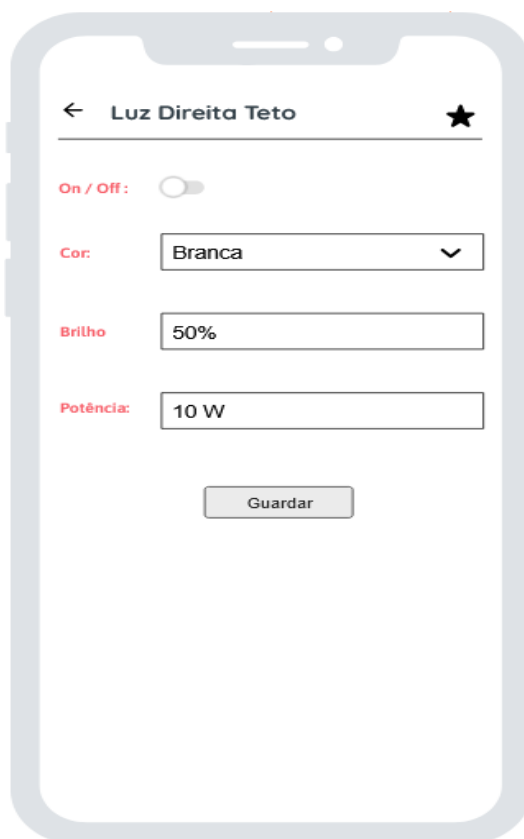 Luz Direita Teto
On / Off :
Cor: Branca
Brilho 50%
Potência: 10 W
Guardar